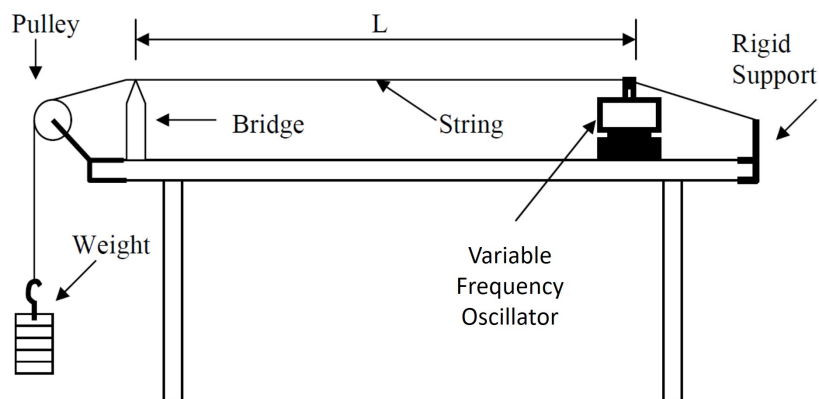 Pulley
L
Rigid
Support
Bridge
String
Weight
Variable
Frequency
Oscillator